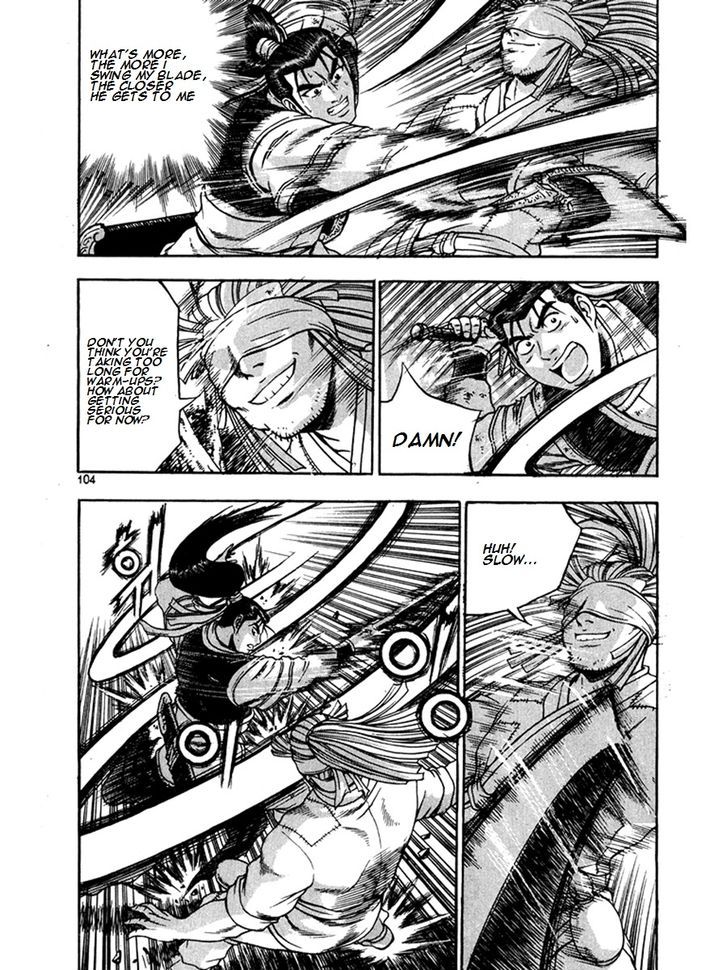 WHAT'S MORE,
THE MORE I
SWING MY BLADE,
THE CLOSER
HE GETS TO ME
DON'T YOU
THINK YOU'RE
TAKING TOO
LONG FOR
WARM-UPS?
HOW ABOUT
GETTING
SERIOUS
FOR NOW?
DAMN!
104
HUH!
SLOW...